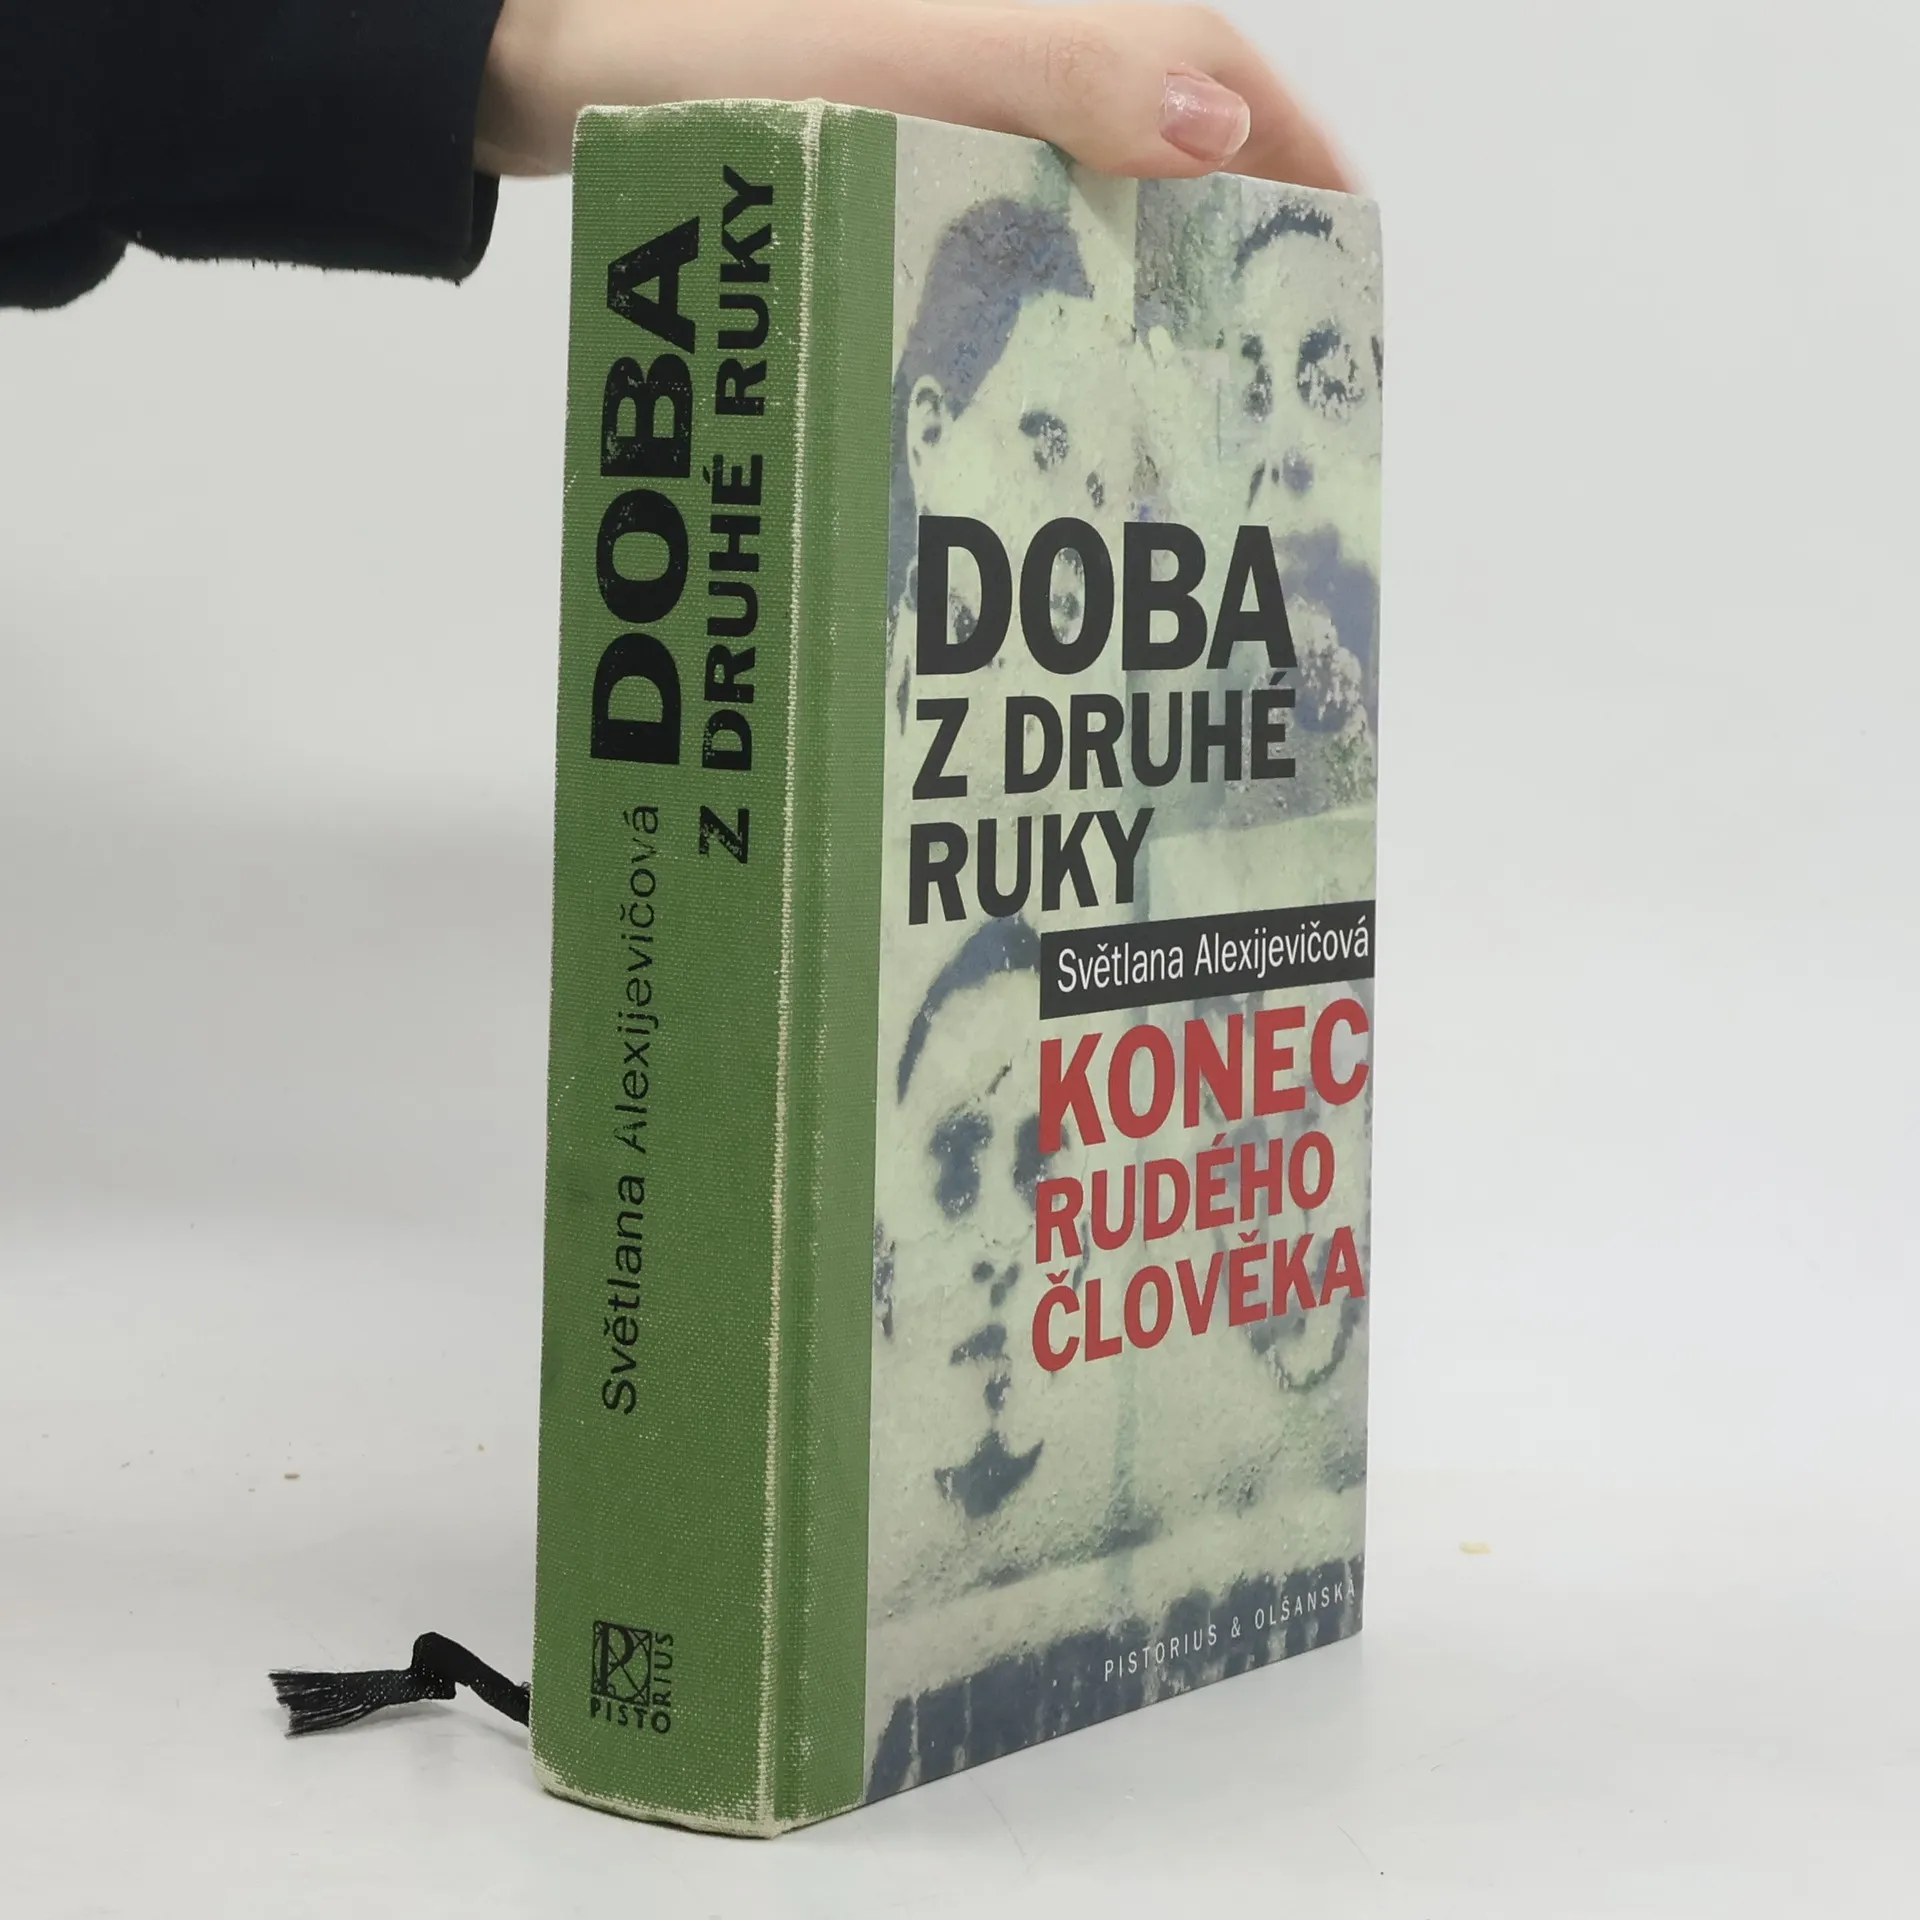 DOBA
Z DRUHÉ RUKY
Světlana Alexijevičová
PISTORIUS
DOBA
Z DRUHÉ
RUKY
Světlana Alexijevičová
KONEC
RUDÉHO
ČLOVĚKA
PISTORIUS & OLŠANSKÁ